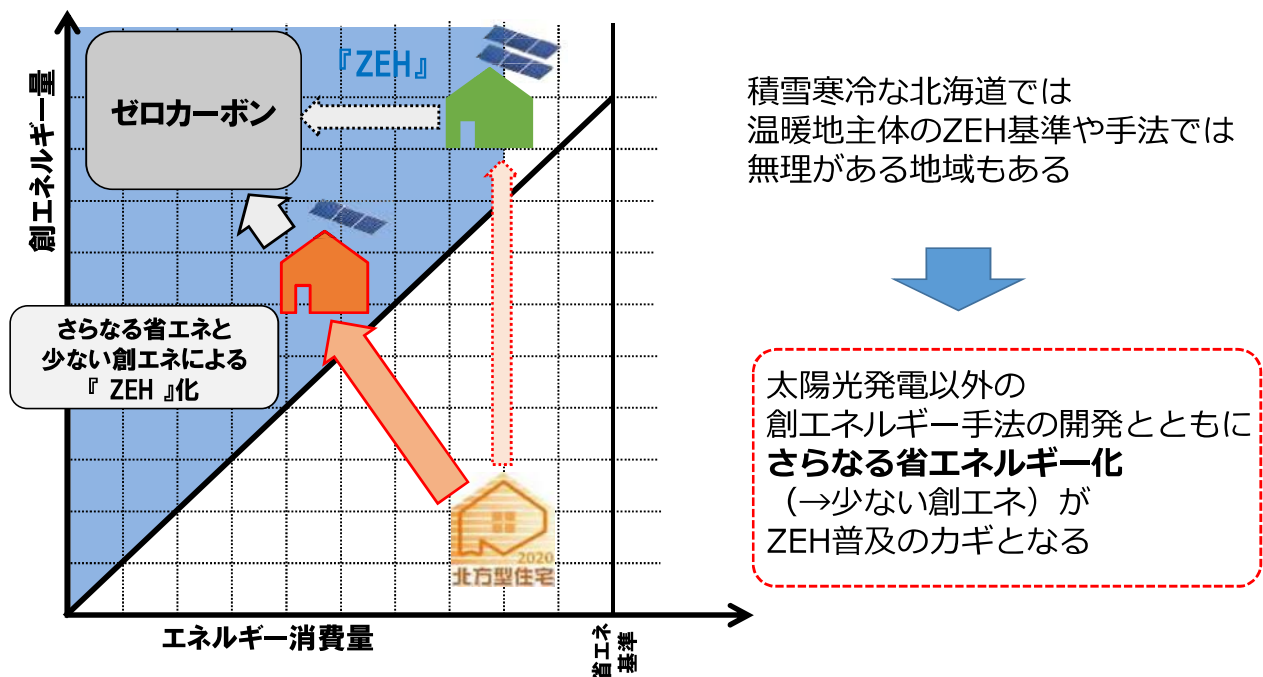 創エネルギー量
ゼロカーボン
『ZEH』
さらなる省エネと
少ない創エネによる
『 ZEH 』化
2020
北方型住宅
エネルギー消費量
省エネ
基準
積雪寒冷な北海道では
温暖地主体のZEH基準や手法では
無理がある地域もある
太陽光発電以外の
創エネルギー手法の開発とともに
さらなる省エネルギー化
（→少ない創エネ）が
ZEH普及のカギとなる